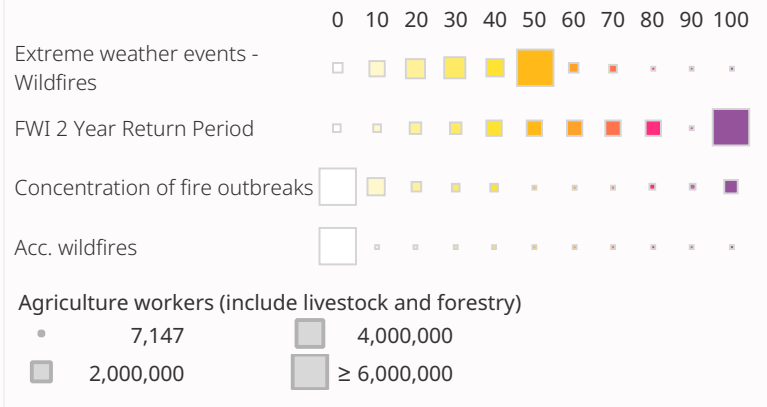 0 10 20 30 40 50 60 70 80 90 100
Extreme weather events -
Wildfires
FWI 2 Year Return Period
Concentration of fire outbreaks
Acc. wildfires
Agriculture workers (include livestock and forestry)
7,147 4,000,000
2,000,000 ≥ 6,000,000